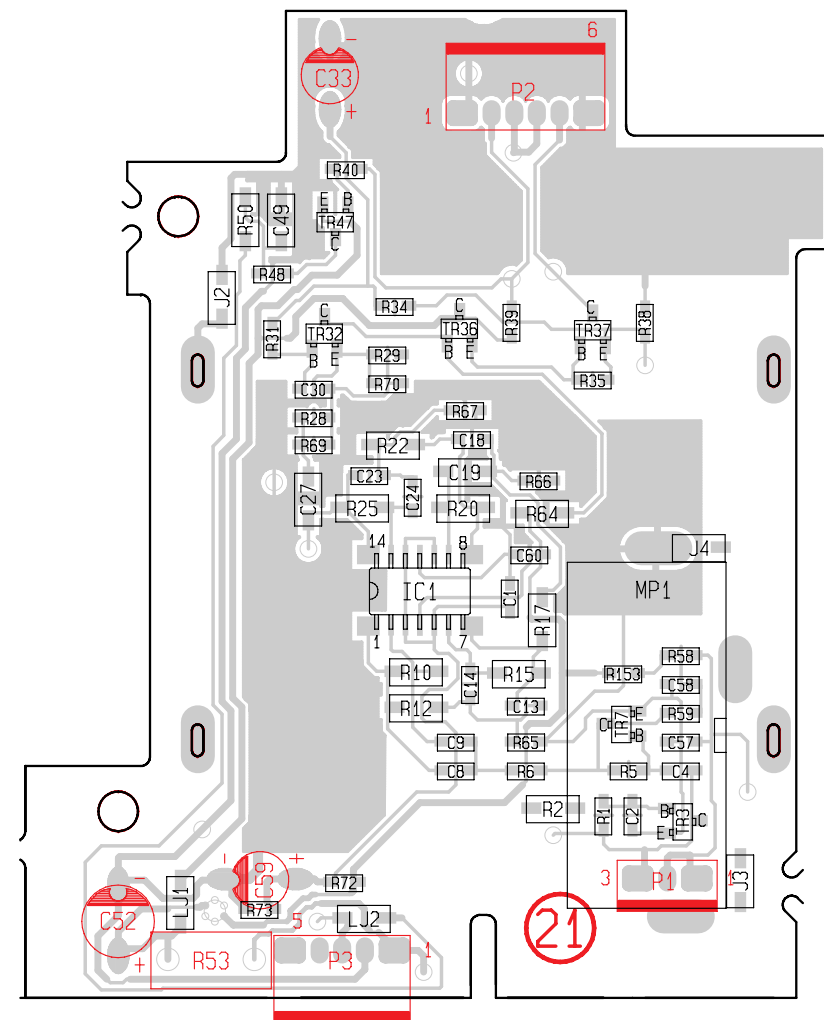 6
-
C33
P2
+
1
R40
E B
R50
C49
TR47
C
R48
J2
R34
C
C
C
R31
TR32
TR36
R39
TR37
R38
B E
B E
B E
R29
R70
R35
C30
R28
R67
R69
R22
C18
C23
C19
R66
C27
C24
R25
R20
R64
14
8
J4
C60
IC1
C1
MP1
R17
1
7
R58
R10
R15
R153
C14
C58
R12
C13
E
R59
C
TR7
B
C9
R65
C57
C8
R6
R5
C4
R2
R1
C2
B
TR3
C
E
-
-
+
C59
R72
3
P1
1
J3
LJ1
C52
R73
5
LJ2
21
+
R53
P3
1